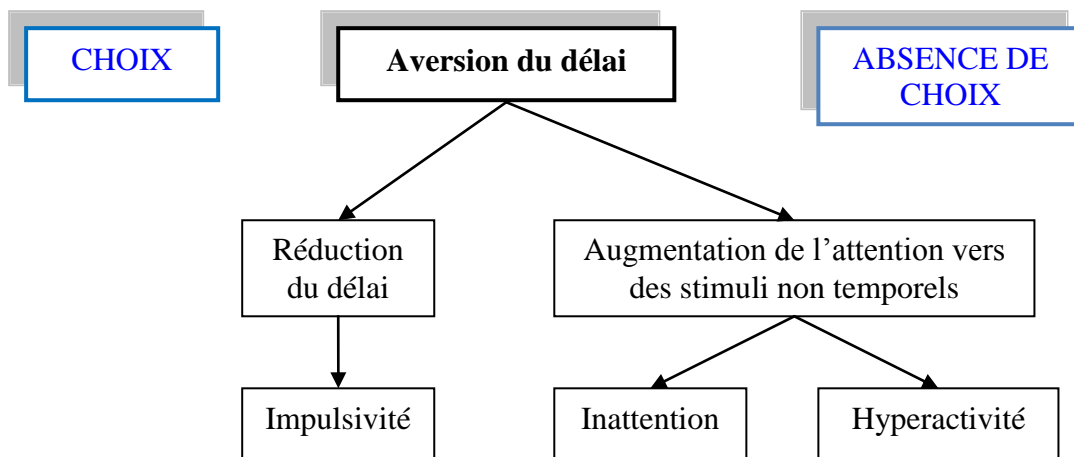 CHOIX
Aversion du délai
ABSENCE DE
CHOIX
Réduction
du délai
Augmentation de l’attention vers
des stimuli non temporels
Impulsivité
Inattention
Hyperactivité